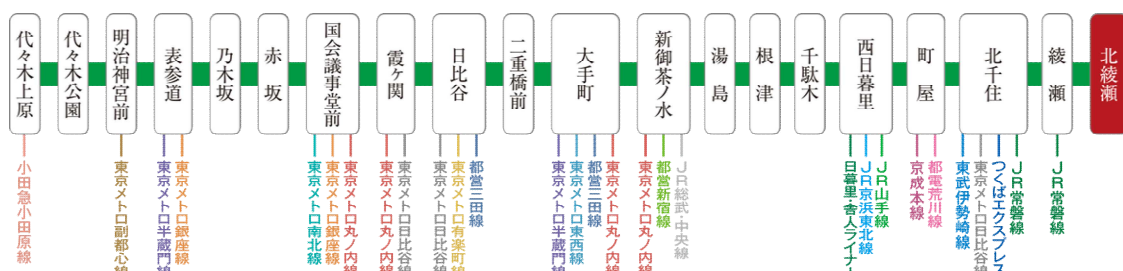 代々木上原
代々木公園
明治神宮前
表参道
乃木坂
赤坂
国会議事堂前
霞ヶ関
日比谷
二重橋前
大手町
新御茶ノ水
湯島
根津
千駄木
西日暮里
町屋
北千住
綾瀬
北綾瀬
小田急小田原線
東京メトロ副都心線
東京メトロ半蔵門線
東京メトロ銀座線
東京メトロ南北線
東京メトロ銀座線
東京メトロ丸ノ内線
東京メトロ丸ノ内線
東京メトロ日比谷線
東京メトロ日比谷線
東京メトロ有楽町線
都営三田線
東京メトロ半蔵門線
東京メトロ東西線
都営三田線
東京メトロ丸ノ内線
東京メトロ丸ノ内線
都営新宿線
JR総武・中央線
日暮里・舎人ライナー
JR京浜東北線
JR山手線
京成本線
都電荒川線
東武伊勢崎線
東京メトロ日比谷線
つくばエクスプレス
JR常磐線
JR常磐線